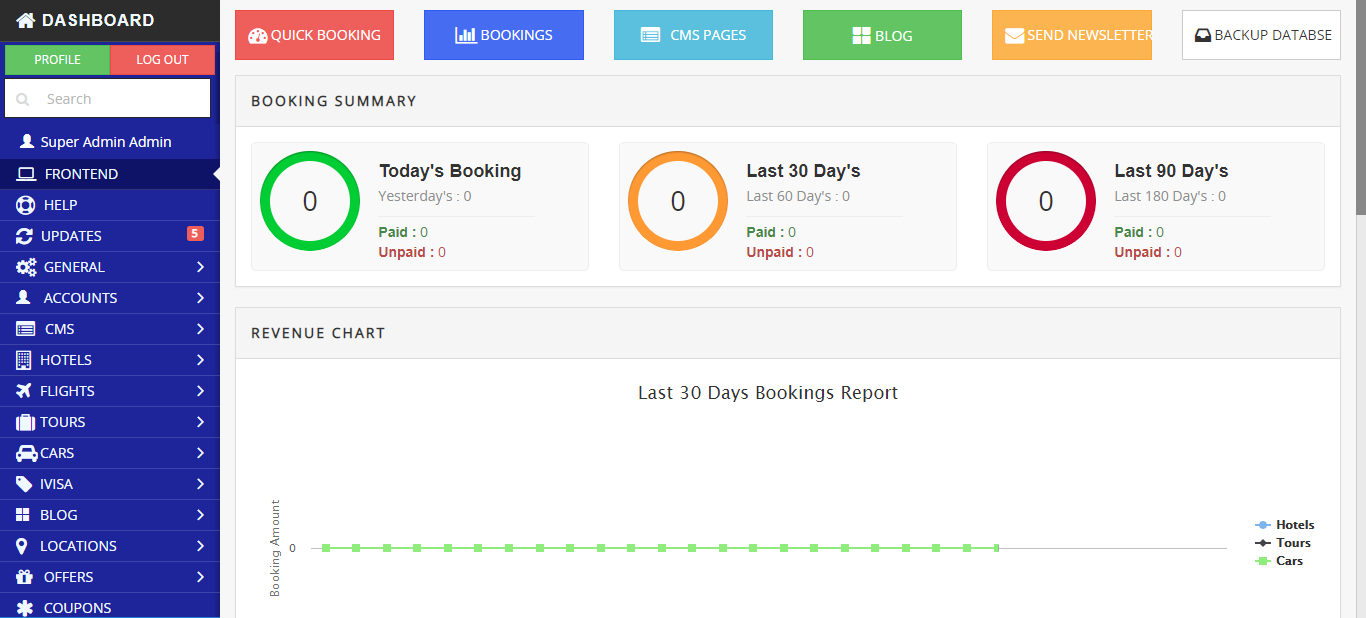 DASHBOARD
PROFILE
LOG OUT
Search
Super Admin Admin
FRONTEND
HELP
UPDATES 5
GENERAL
ACCOUNTS
CMS
HOTELS
FLIGHTS
TOURS
CARS
IVISA
BLOG
LOCATIONS
OFFERS
COUPONS
QUICK BOOKING
BOOKINGS
CMS PAGES
BLOG
SEND NEWSLETTER
BACKUP DATABSE
BOOKING SUMMARY
0
Today's Booking
Yesterday's : 0
Paid : 0
Unpaid : 0
0
Last 30 Day's
Last 60 Day's : 0
Paid : 0
Unpaid : 0
0
Last 90 Day's
Last 180 Day's : 0
Paid : 0
Unpaid : 0
REVENUE CHART
Last 30 Days Bookings Report
Booking Amount
0
Hotels
Tours
Cars